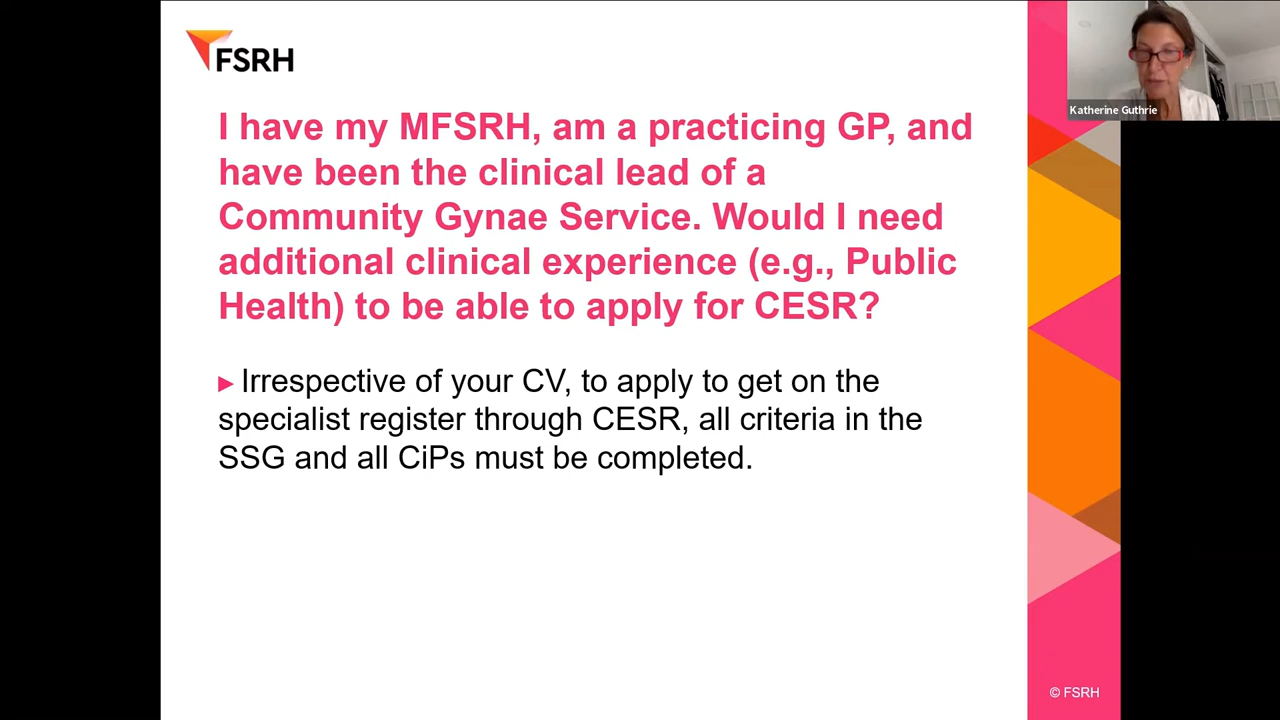 FSRH
Katherine Guthrie
I have my MFSRH, am a practicing GP, and
have been the clinical lead of a
Community Gynae Service. Would I need
additional clinical experience (e.g., Public
Health) to be able to apply for CESR?
▶ Irrespective of your CV, to apply to get on the
specialist register through CESR, all criteria in the
SSG and all CiPs must be completed.
© FSRH